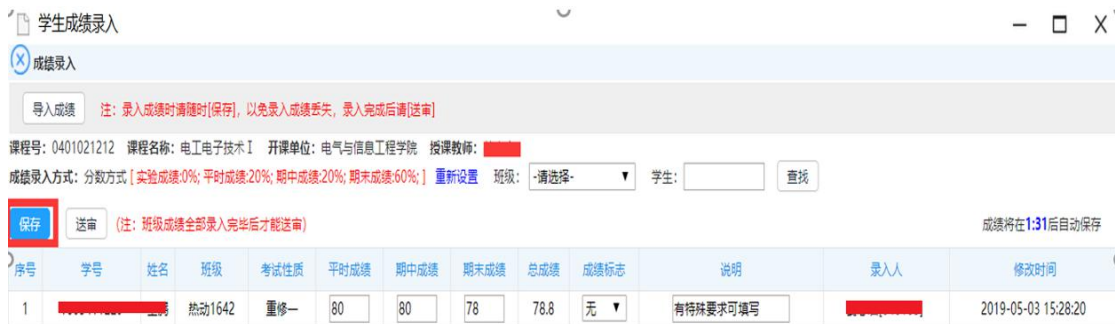 学生成绩录入
成绩录入
导入成绩 注：录入成绩时请随时[保存]，以免录入成绩丢失，录入完成后请[送审]
课程号：0401021212 课程名称：电工电子技术Ⅰ 开课单位：电气与信息工程学院 授课教师：
成绩录入方式：分数方式 [ 实验成绩:0%; 平时成绩:20%; 期中成绩:20%; 期末成绩:60%; ] 重新设置 班级： -请选择- 学生： 查找
保存 送审 (注：班级成绩全部录入完毕后才能送审) 成绩将在1:31后自动保存
序号 学号 姓名 班级 考试性质 平时成绩 期中成绩 期末成绩 总成绩 成绩标志 说明 录入人 修改时间
1 热动1642 重修一 80 80 78 78.8 无 有特殊要求可填写 2019-05-03 15:28:20